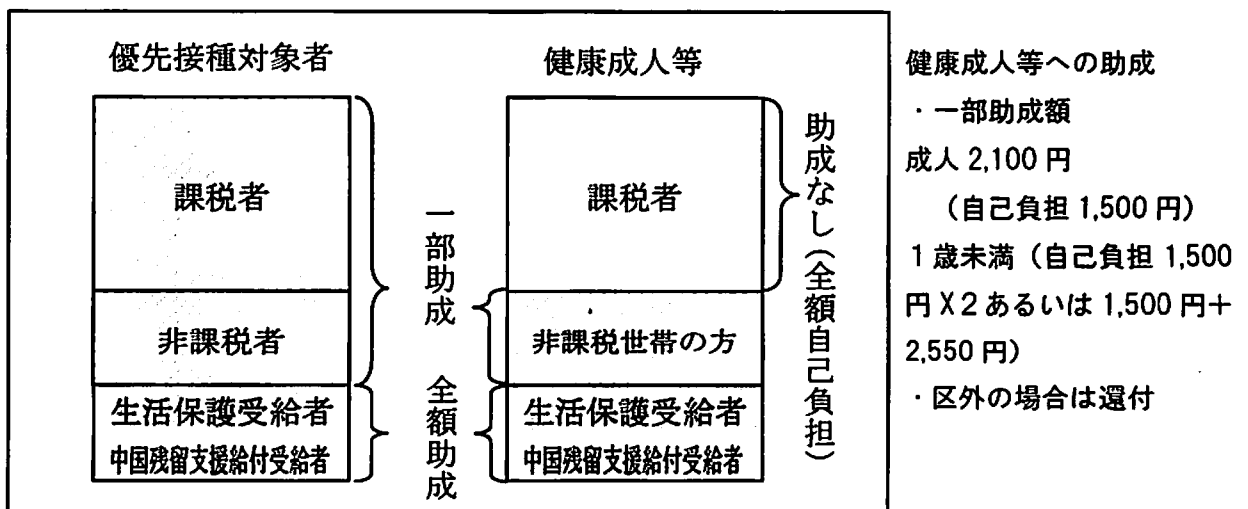 優先接種対象者
課税者
非課税者
生活保護受給者
中国残留支援給付受給者
一部助成
全額助成
健康成人等
課税者
非課税世帯の方
生活保護受給者
中国残留支援給付受給者
助成なし（全額自己負担）
健康成人等への助成
・一部助成額
成人 2,100 円
（自己負担 1,500 円）
1 歳未満（自己負担 1,500
円 X 2 あるいは 1,500 円＋
2,550 円）
・区外の場合は還付